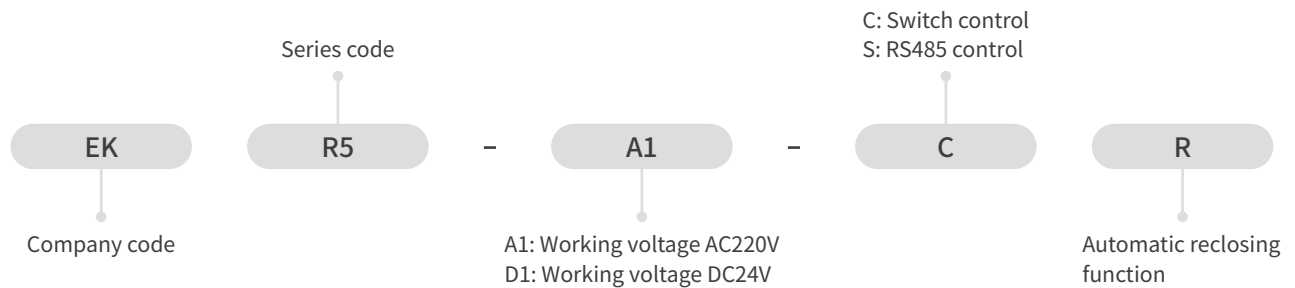 C: Switch control
S: RS485 control
Series code
EK R5 - A1 - C R
Company code
A1: Working voltage AC220V
D1: Working voltage DC24V
Automatic reclosing
function